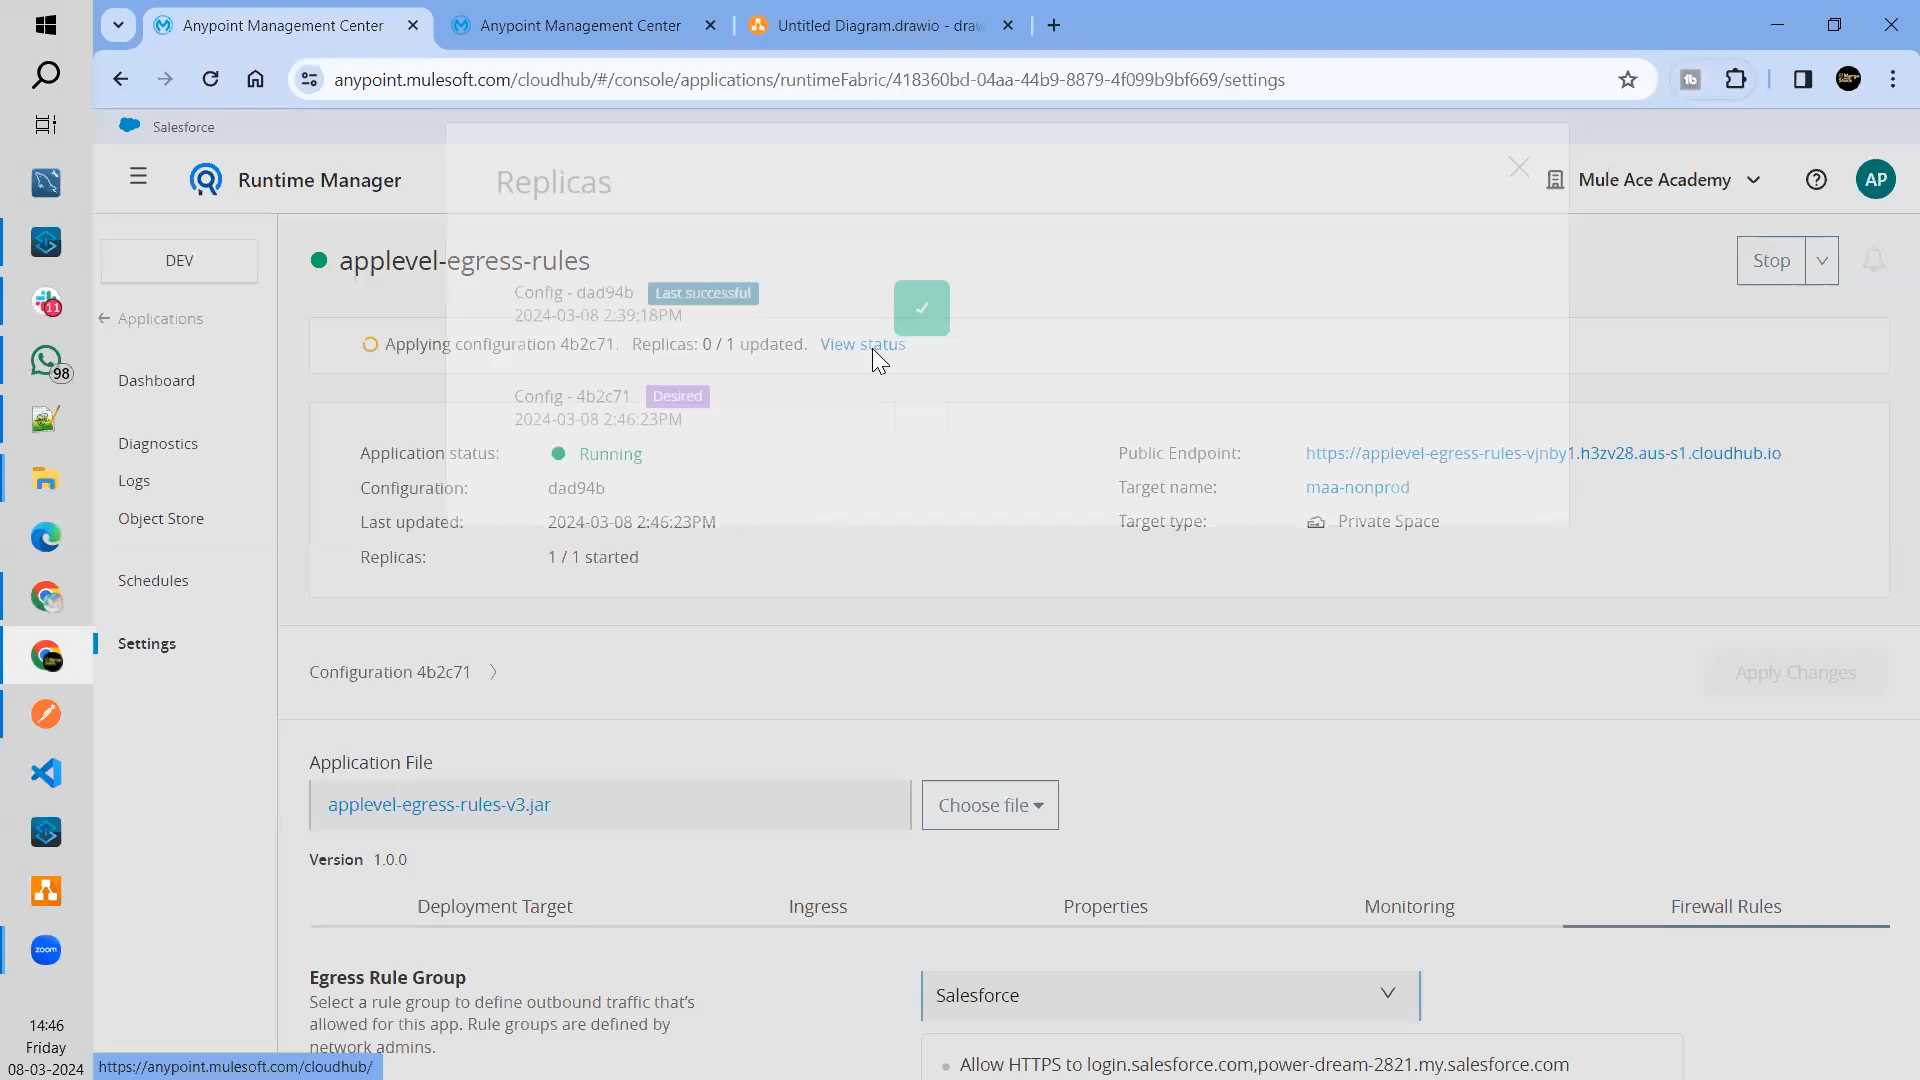 Anypoint Management Center
Anypoint Management Center
Untitled Diagram.drawio - draw
anypoint.mulesoft.com/cloudhub/#/console/applications/runtimeFabric/418360bd-04aa-44b9-8879-4f099b9bf669/settings
Salesforce
Runtime Manager
Replicas
Mule Ace Academy
AP
DEV
applevel-egress-rules
Stop
Config - dad94b Last successful
2024-03-08 2:39:18PM
Applications
Applying configuration 4b2c71. Replicas: 0 / 1 updated. View status
Config - 4b2c71 Desired
2024-03-08 2:46:23PM
Dashboard
Diagnostics
Logs
Object Store
Schedules
Settings
Application status: Running
Configuration: dad94b
Last updated: 2024-03-08 2:46:23PM
Replicas: 1 / 1 started
Public Endpoint: https://applevel-egress-rules-vjnby1.h3zv28.aus-s1.cloudhub.io
Target name: maa-nonprod
Target type: Private Space
Configuration 4b2c71
Apply Changes
Application File
applevel-egress-rules-v3.jar
Choose file
Version 1.0.0
Deployment Target
Ingress
Properties
Monitoring
Firewall Rules
Egress Rule Group
Select a rule group to define outbound traffic that's
allowed for this app. Rule groups are defined by
network admins.
Salesforce
Allow HTTPS to login.salesforce.com,power-dream-2821.my.salesforce.com
11
98
zoom
14:46
Friday
08-03-2024
https://anypoint.mulesoft.com/cloudhub/